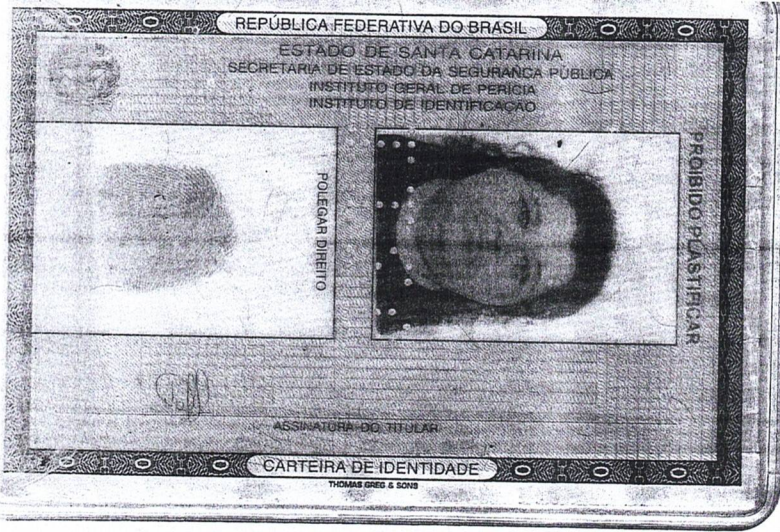 REPÚBLICA FEDERATIVA DO BRASIL
ESTADO DE SANTA CATARINA
SECRETARIA DE ESTADO DA SEGURANÇA PÚBLICA
INSTITUTO GERAL DE PERÍCIA
INSTITUTO DE IDENTIFICAÇÃO
POLEGAR DIREITO
PROIBIDO PLASTIFICAR
ASSINATURA DO TITULAR
CARTEIRA DE IDENTIDADE
THOMAS GREG & SONS